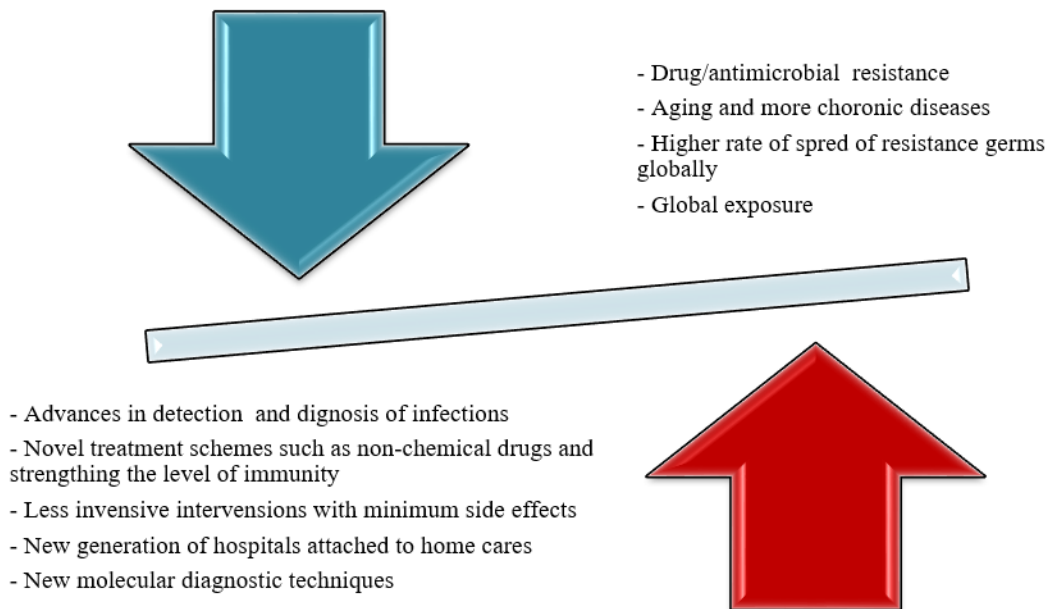 - Drug/antimicrobial  resistance
- Aging and more choronic diseases
- Higher rate of spred of resistance germs
globally
- Global exposure
- Advances in detection  and dignosis of infections
- Novel treatment schemes such as non-chemical drugs and
strengthing the level of immunity
- Less invensive intervensions with minimum side effects
- New generation of hospitals attached to home cares
- New molecular diagnostic techniques